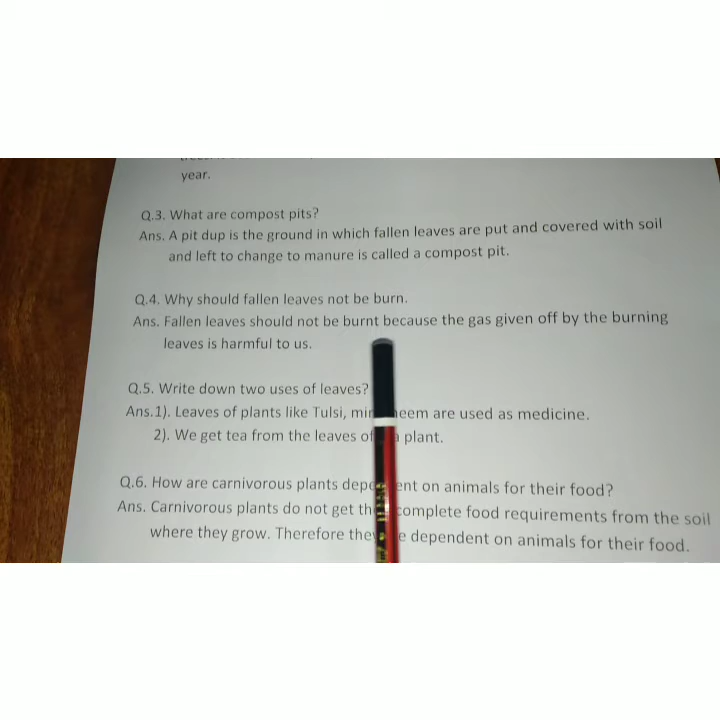 year.
Q.3. What are compost pits?
Ans. A pit dup is the ground in which fallen leaves are put and covered with soil
and left to change to manure is called a compost pit.
Q.4. Why should fallen leaves not be burn.
Ans. Fallen leaves should not be burnt because the gas given off by the burning
leaves is harmful to us.
Q.5. Write down two uses of leaves?
Ans.1). Leaves of plants like Tulsi, neem are used as medicine.
2). We get tea from the leaves of plant.
Q.6. How are carnivorous plants on animals for their food?
Ans. Carnivorous plants do not get complete food requirements from the soil
where they grow. Therefore dependent on animals for their food.